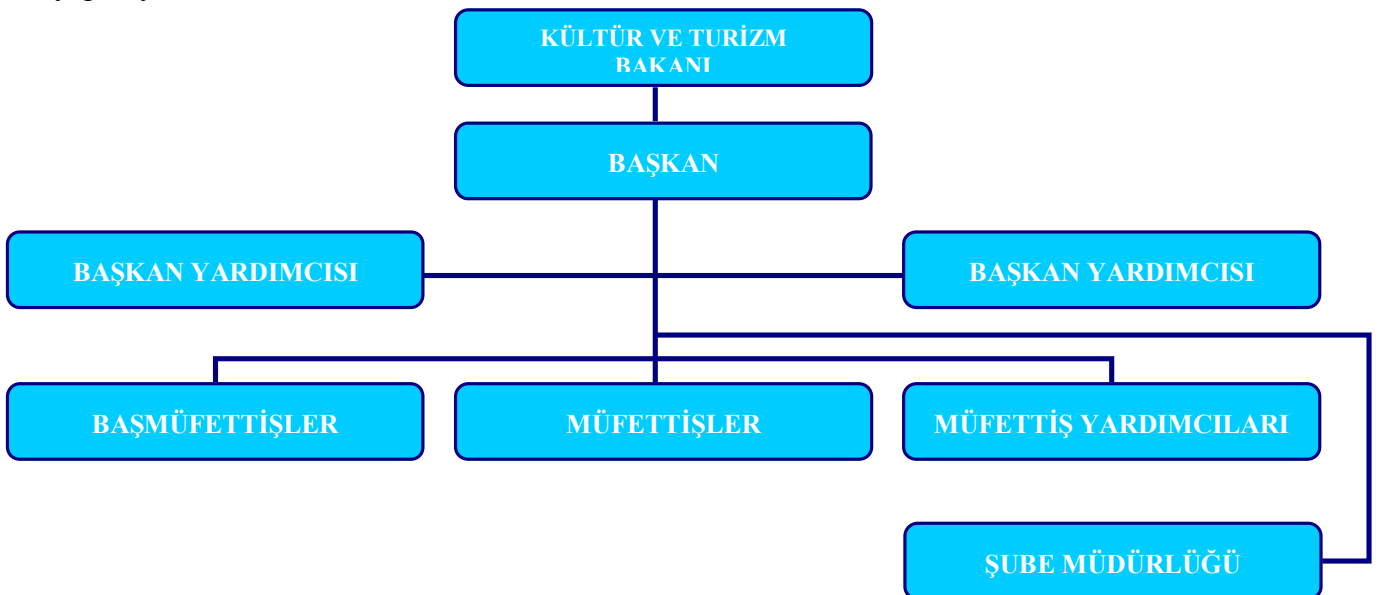 KÜLTÜR VE TURİZM
BAKANI
BAŞKAN
BAŞKAN YARDIMCISI
BAŞKAN YARDIMCISI
BAŞMÜFETTİŞLER
MÜFETTİŞLER
MÜFETTİŞ YARDIMCILARI
ŞUBE MÜDÜRLÜĞÜ